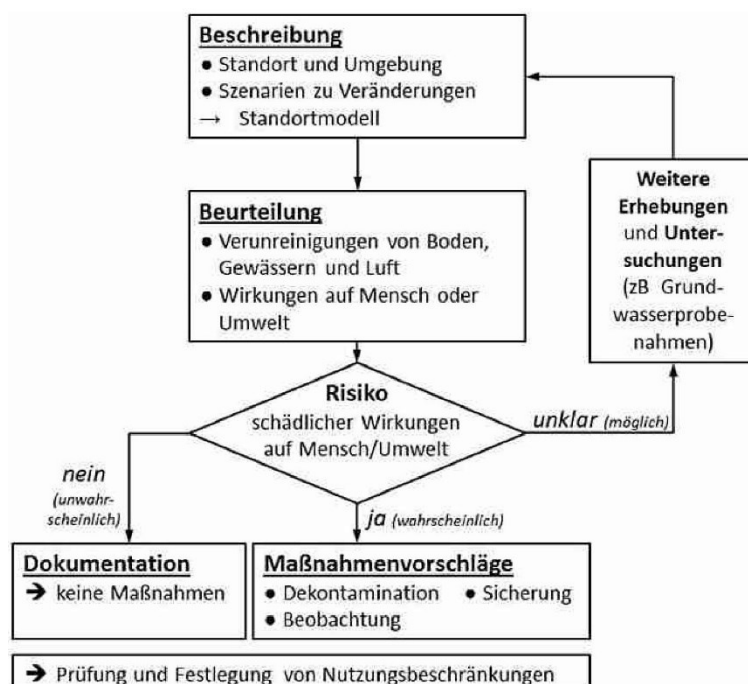 Beschreibung
● Standort und Umgebung
● Szenarien zu Veränderungen
→ Standortmodell
Beurteilung
● Verunreinigungen von Boden,
Gewässern und Luft
● Wirkungen auf Mensch oder
Umwelt
Weitere
Erhebungen
und Unter-
suchungen
(zB Grund-
wasserprobe-
nahmen)
Risiko
schädlicher Wirkungen
auf Mensch/Umwelt
unklar (möglich)
nein
(unwahr-
scheinlich)
ja (wahrscheinlich)
Dokumentation
➔ keine Maßnahmen
Maßnahmenvorschläge
● Dekontamination ● Sicherung
● Beobachtung
➔ Prüfung und Festlegung von Nutzungsbeschränkungen